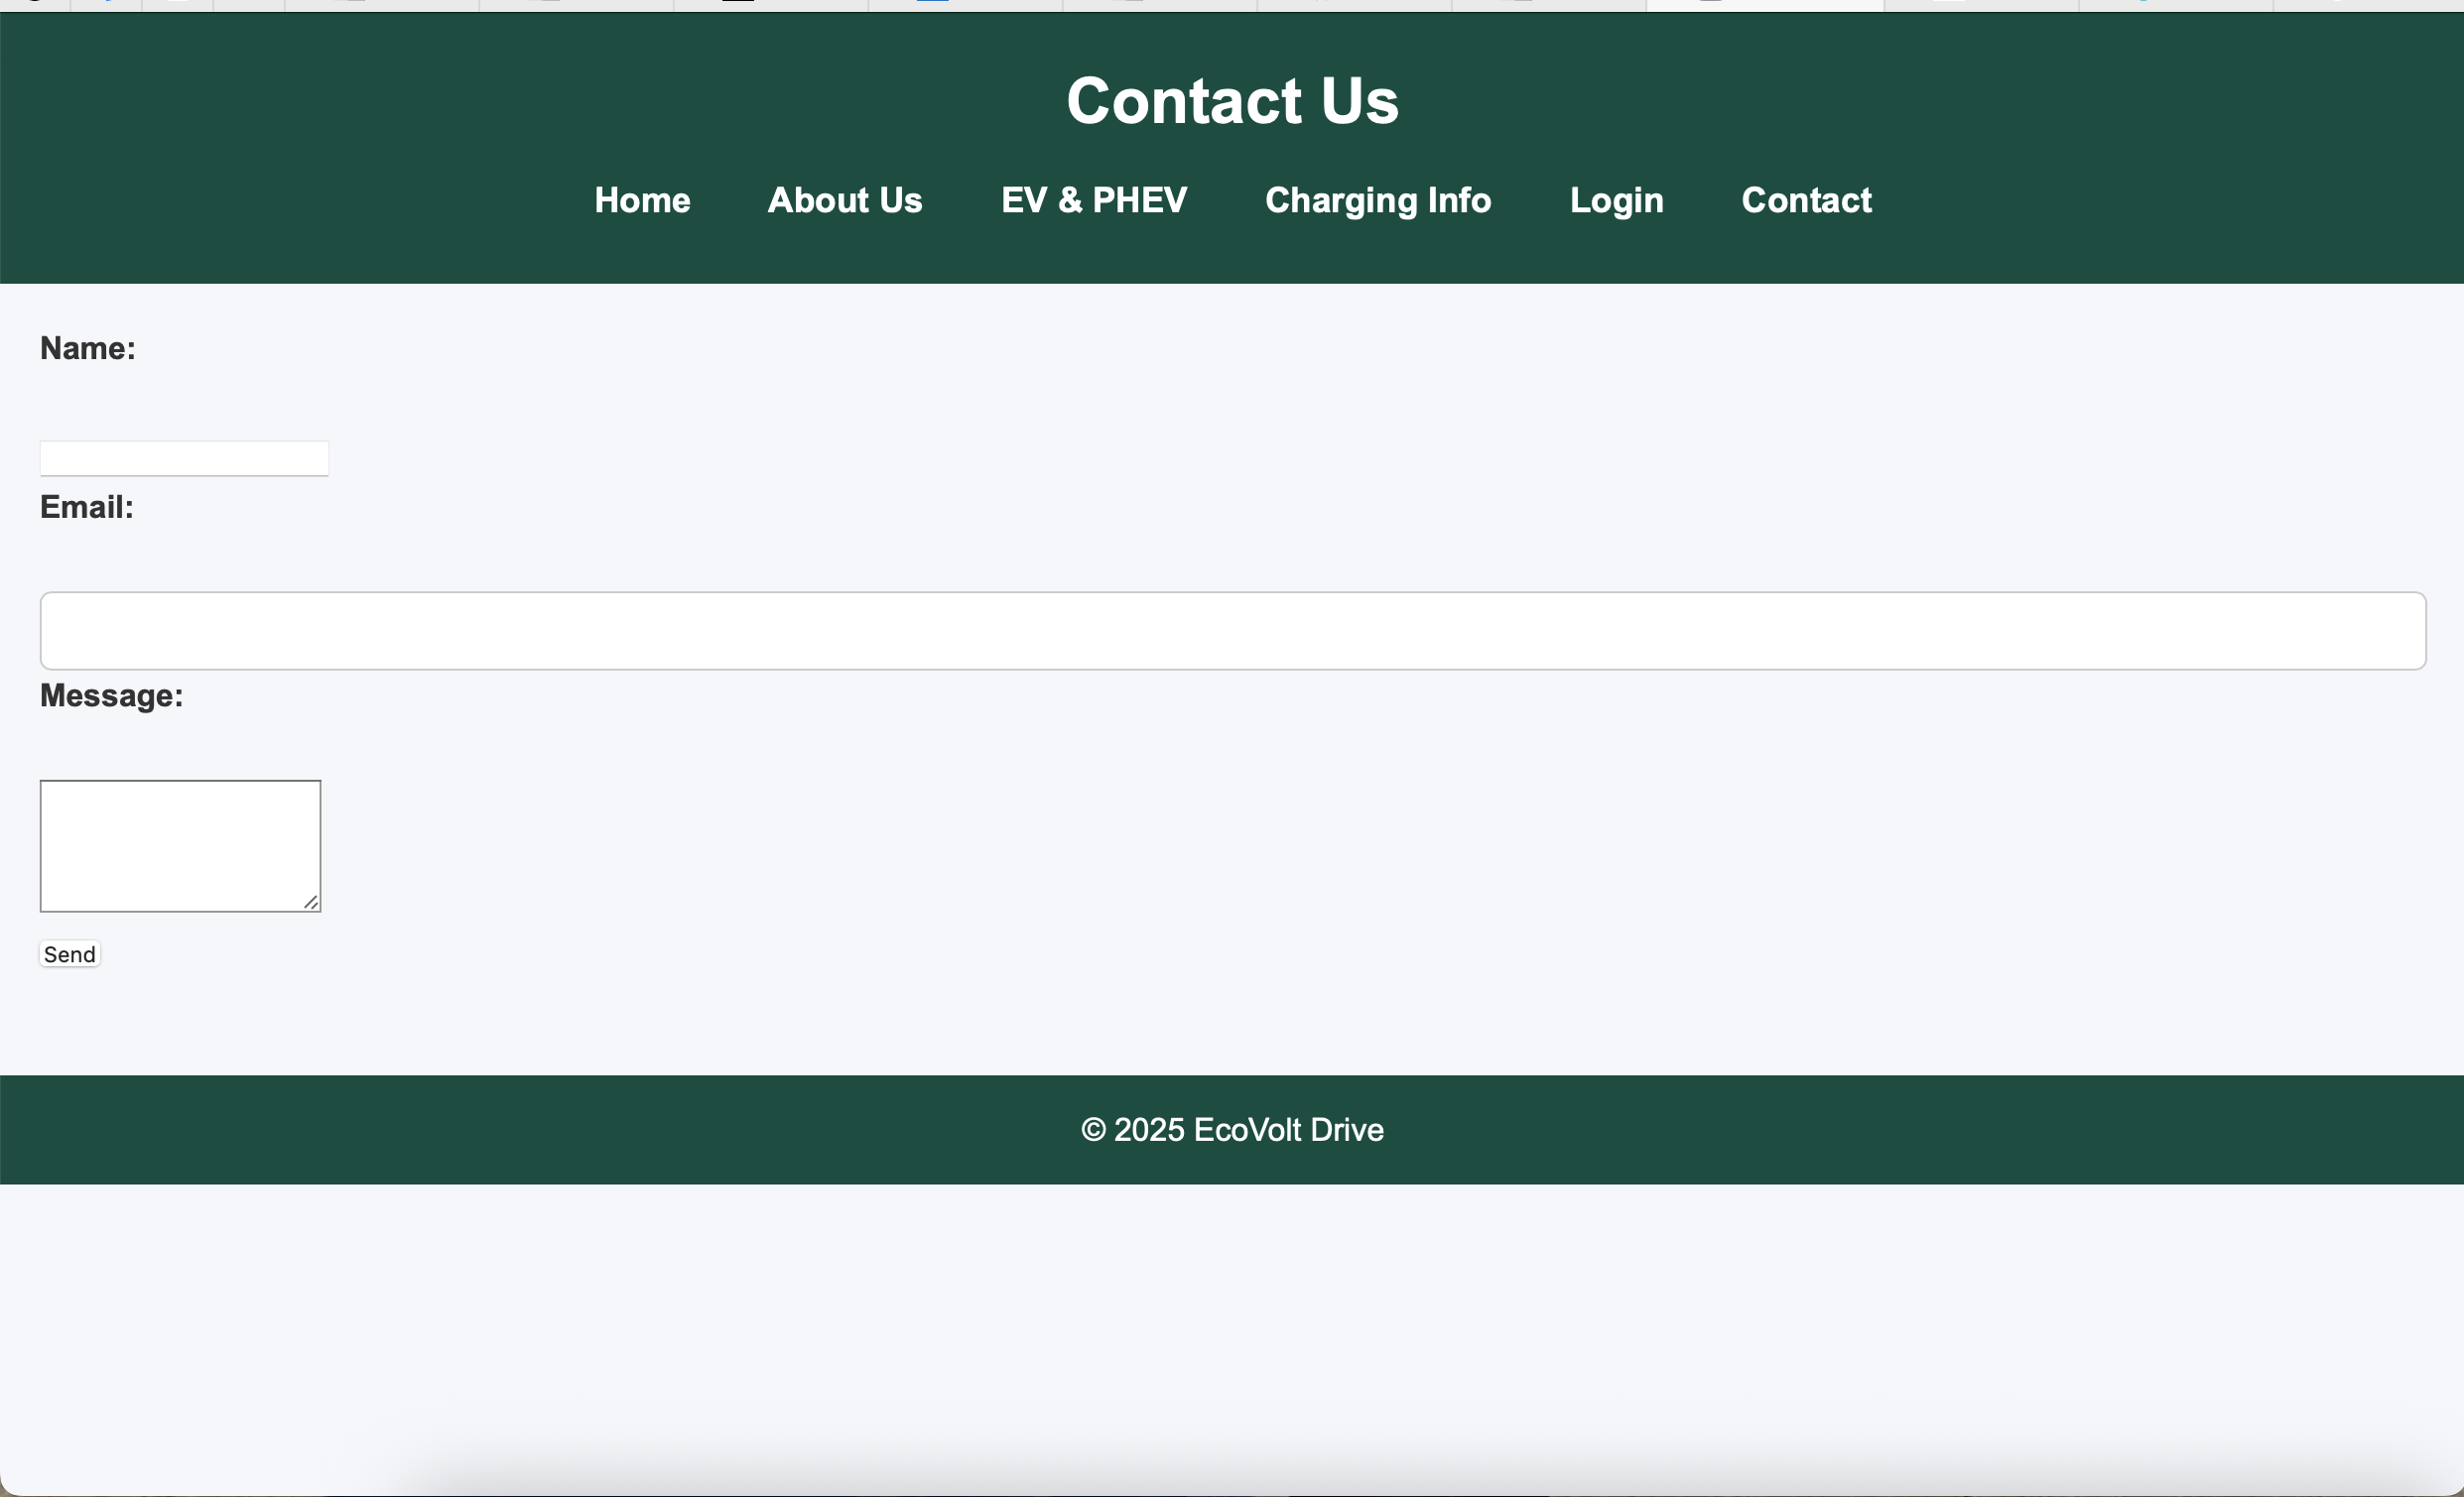 Contact Us
Home About Us EV & PHEV Charging Info Login Contact
Name:
Email:
Message:
Send
© 2025 EcoVolt Drive